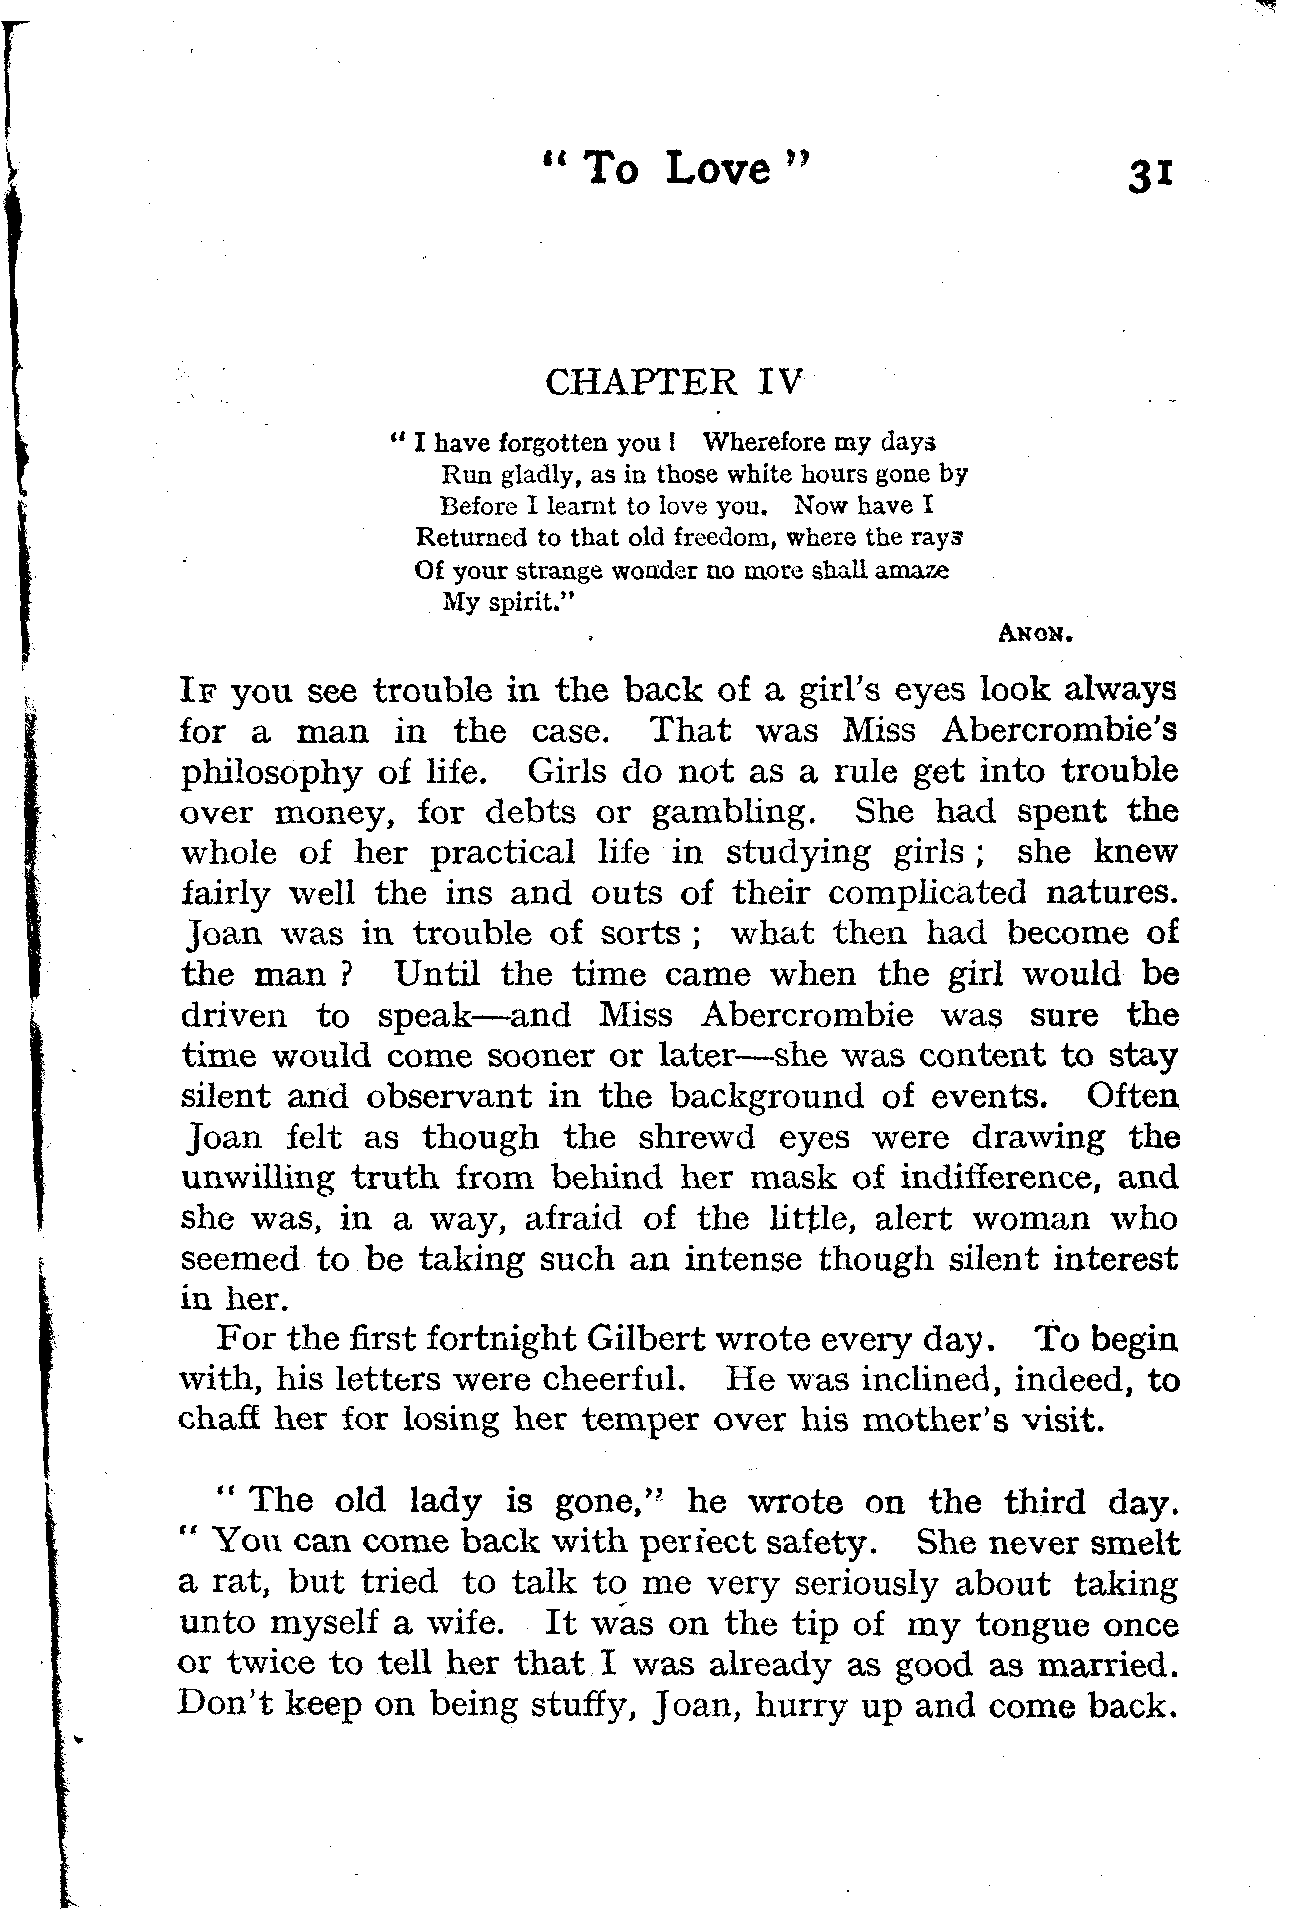 “ To Love ” 31
CHAPTER IV
“ I have forgotten you ! Wherefore my days
Run gladly, as in those white hours gone by
Before I learnt to love you. Now have I
Returned to that old freedom, where the rays
Of your strange wonder no more shall amaze
My spirit.”
ANON.
IF you see trouble in the back of a girl's eyes look always
for a man in the case. That was Miss Abercrombie's
philosophy of life. Girls do not as a rule get into trouble
over money, for debts or gambling. She had spent the
whole of her practical life in studying girls ; she knew
fairly well the ins and outs of their complicated natures.
Joan was in trouble of sorts ; what then had become of
the man ? Until the time came when the girl would be
driven to speak—and Miss Abercrombie was sure the
time would come sooner or later—she was content to stay
silent and observant in the background of events. Often
Joan felt as though the shrewd eyes were drawing the
unwilling truth from behind her mask of indifference, and
she was, in a way, afraid of the little, alert woman who
seemed to be taking such an intense though silent interest
in her.
For the first fortnight Gilbert wrote every day. To begin
with, his letters were cheerful. He was inclined, indeed, to
chaff her for losing her temper over his mother's visit.
“ The old lady is gone,” he wrote on the third day.
“ You can come back with perfect safety. She never smelt
a rat, but tried to talk to me very seriously about taking
unto myself a wife. It was on the tip of my tongue once
or twice to tell her that I was already as good as married.
Don't keep on being stuffy, Joan, hurry up and come back.